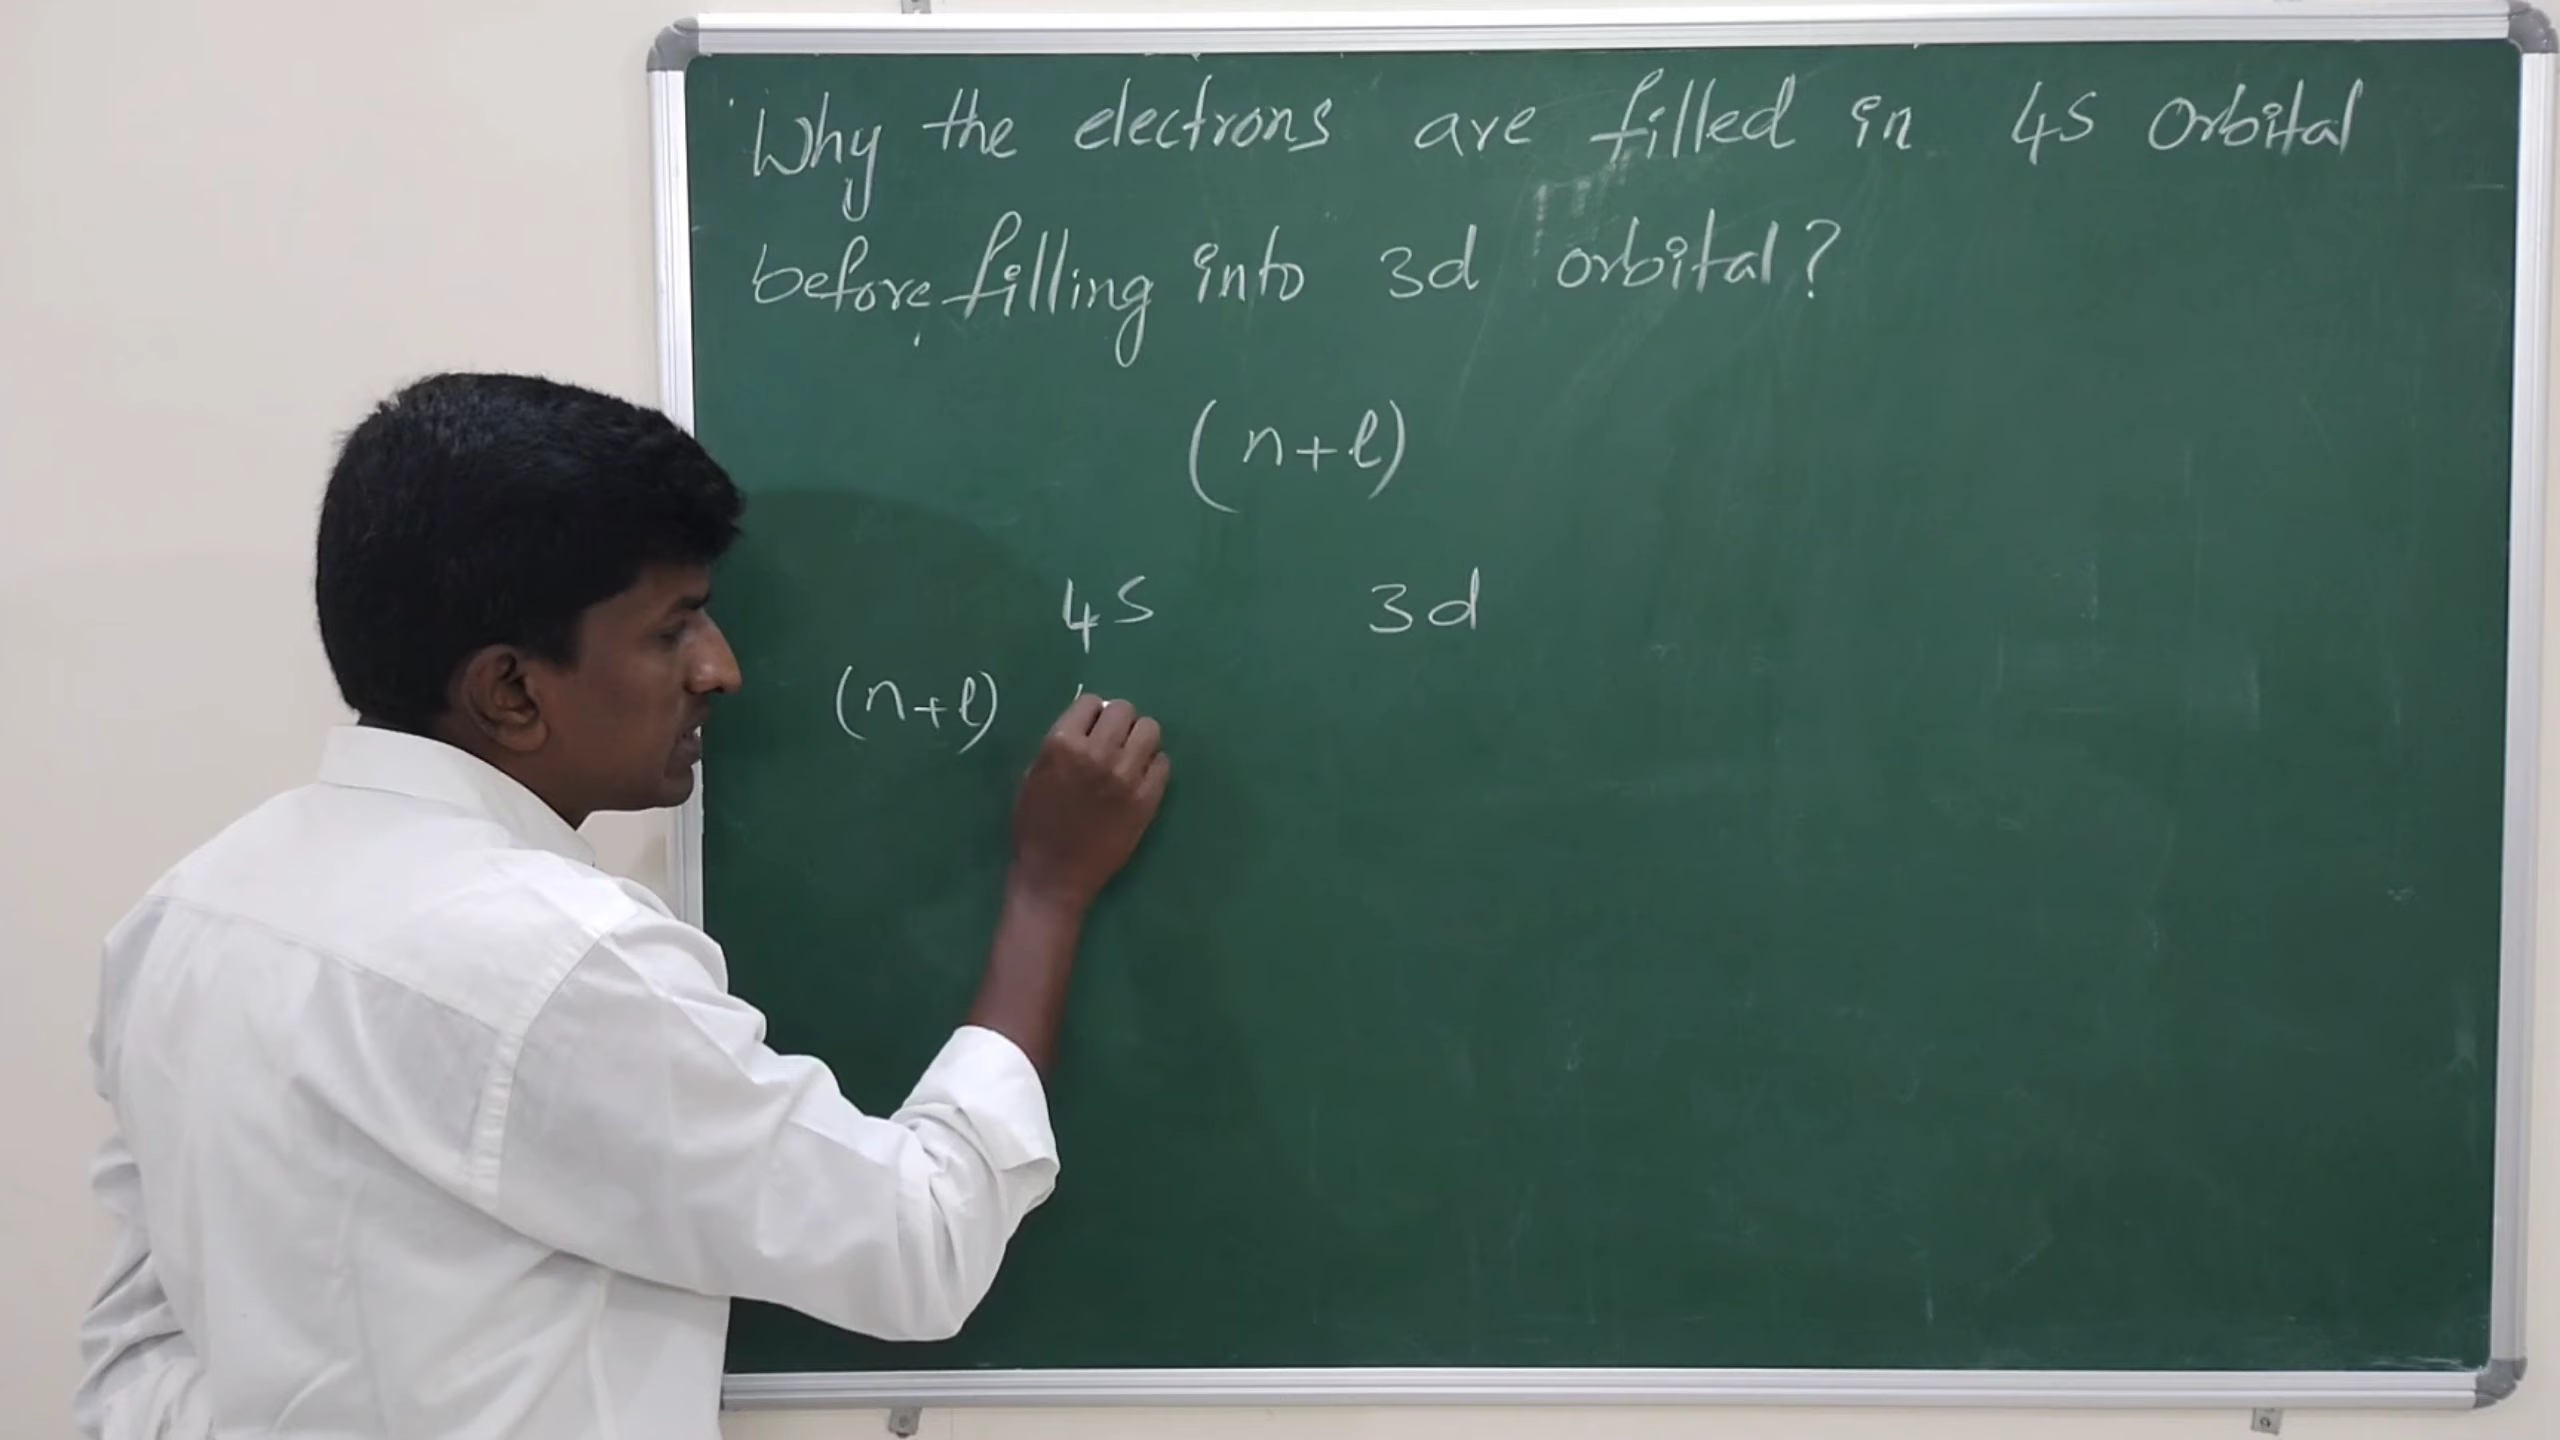 Why the electrons are filled in 4s orbital
before filling into 3d orbital?
(n+l)
4s 3d
(n+l)